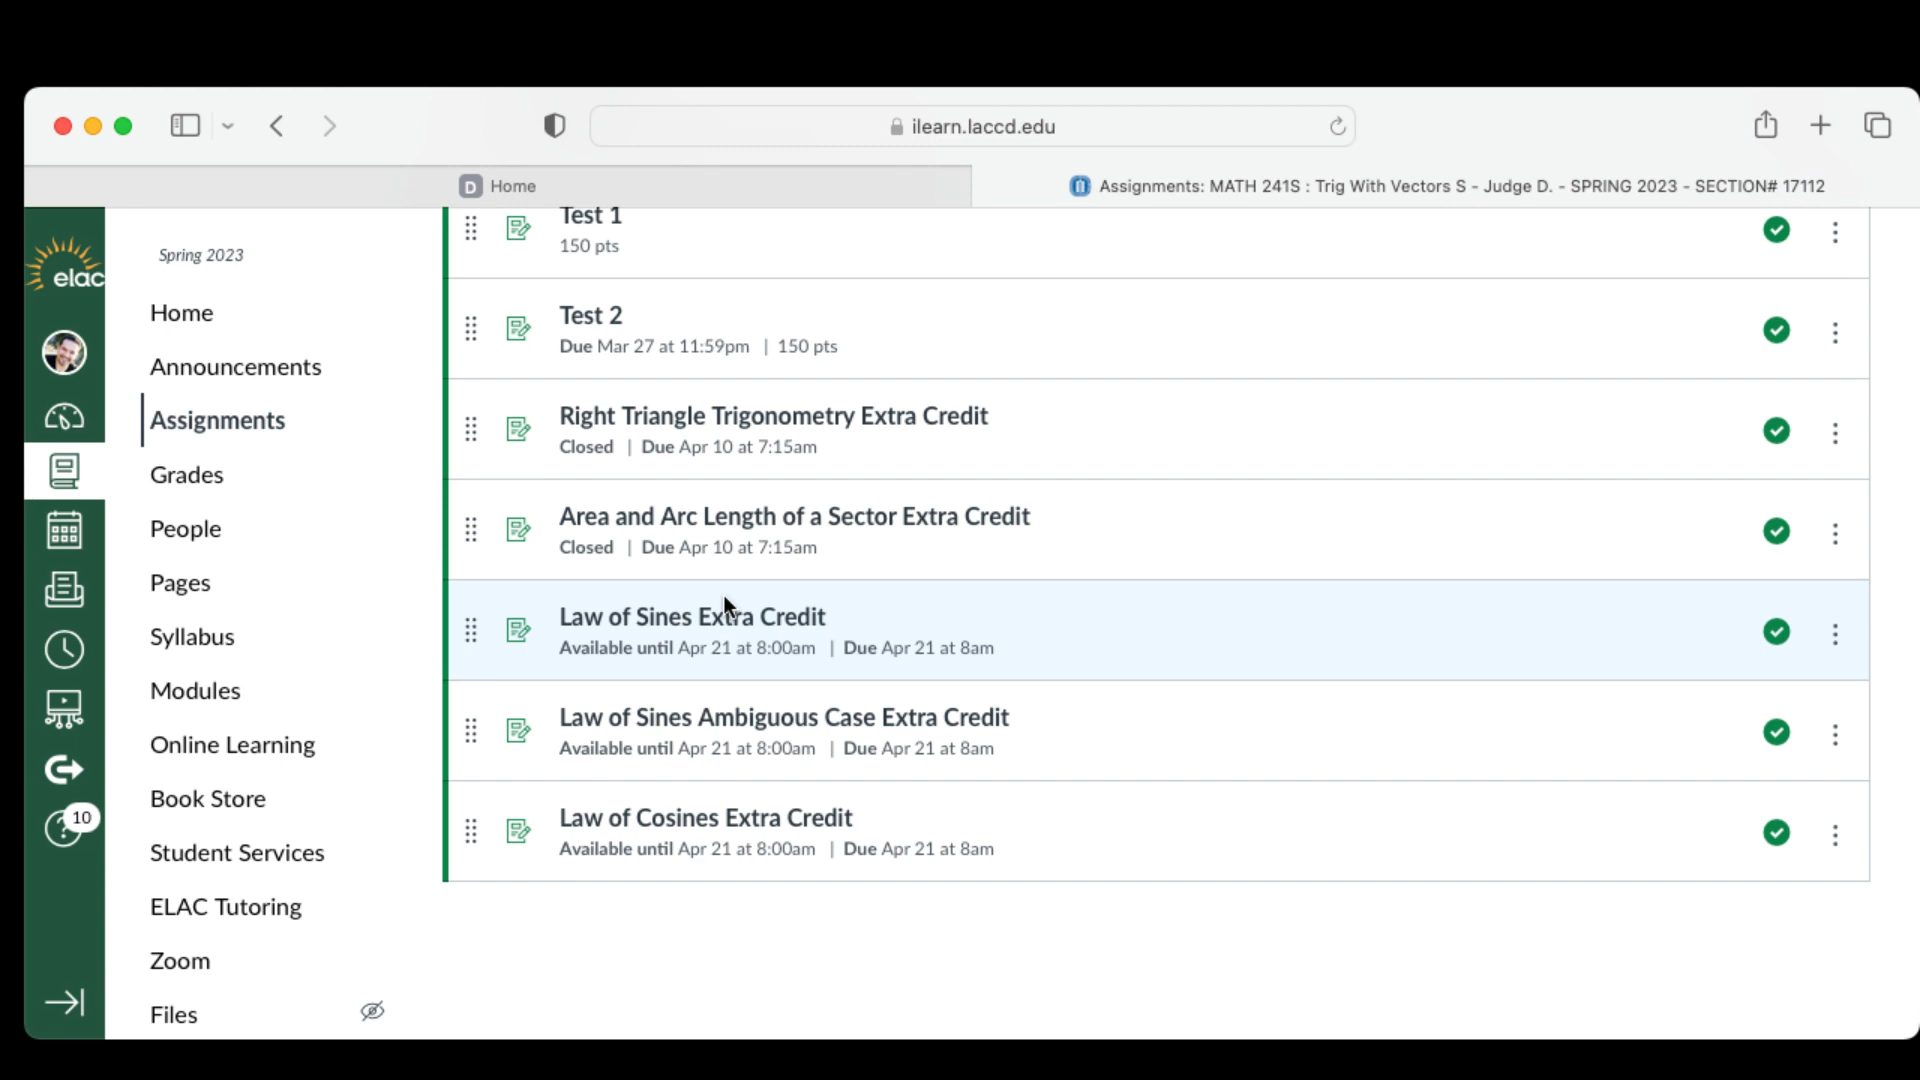 ilearn.laccd.edu
D Home
Assignments: MATH 241S : Trig With Vectors S - Judge D. - SPRING 2023 - SECTION# 17112
elac
10
Spring 2023
Home
Announcements
Assignments
Grades
People
Pages
Syllabus
Modules
Online Learning
Book Store
Student Services
ELAC Tutoring
Zoom
Files
Test 1
150 pts
Test 2
Due Mar 27 at 11:59pm | 150 pts
Right Triangle Trigonometry Extra Credit
Closed | Due Apr 10 at 7:15am
Area and Arc Length of a Sector Extra Credit
Closed | Due Apr 10 at 7:15am
Law of Sines Extra Credit
Available until Apr 21 at 8:00am | Due Apr 21 at 8am
Law of Sines Ambiguous Case Extra Credit
Available until Apr 21 at 8:00am | Due Apr 21 at 8am
Law of Cosines Extra Credit
Available until Apr 21 at 8:00am | Due Apr 21 at 8am